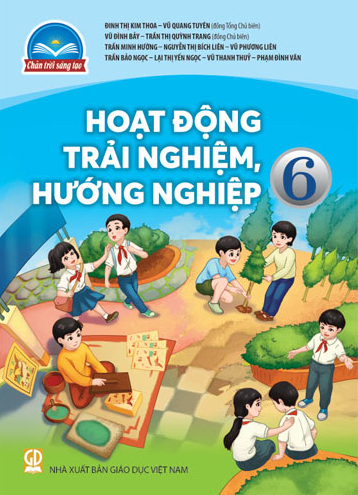 ĐINH THỊ KIM THOA – VŨ QUANG TUYÊN (đồng Tổng Chủ biên)
VŨ ĐÌNH BẢY – TRẦN THỊ QUỲNH TRANG (đồng Chủ biên)
TRẦN MINH HƯỜNG – NGUYỄN THỊ BÍCH LIÊN – VŨ PHƯƠNG LIÊN
TRẦN BẢO NGỌC – LẠI THỊ YẾN NGỌC – VŨ THANH THUỶ – PHẠM ĐÌNH VĂN
Chân trời sáng tạo
HOẠT ĐỘNG
TRẢI NGHIỆM,
HƯỚNG NGHIỆP
6
GD
NHÀ XUẤT BẢN GIÁO DỤC VIỆT NAM